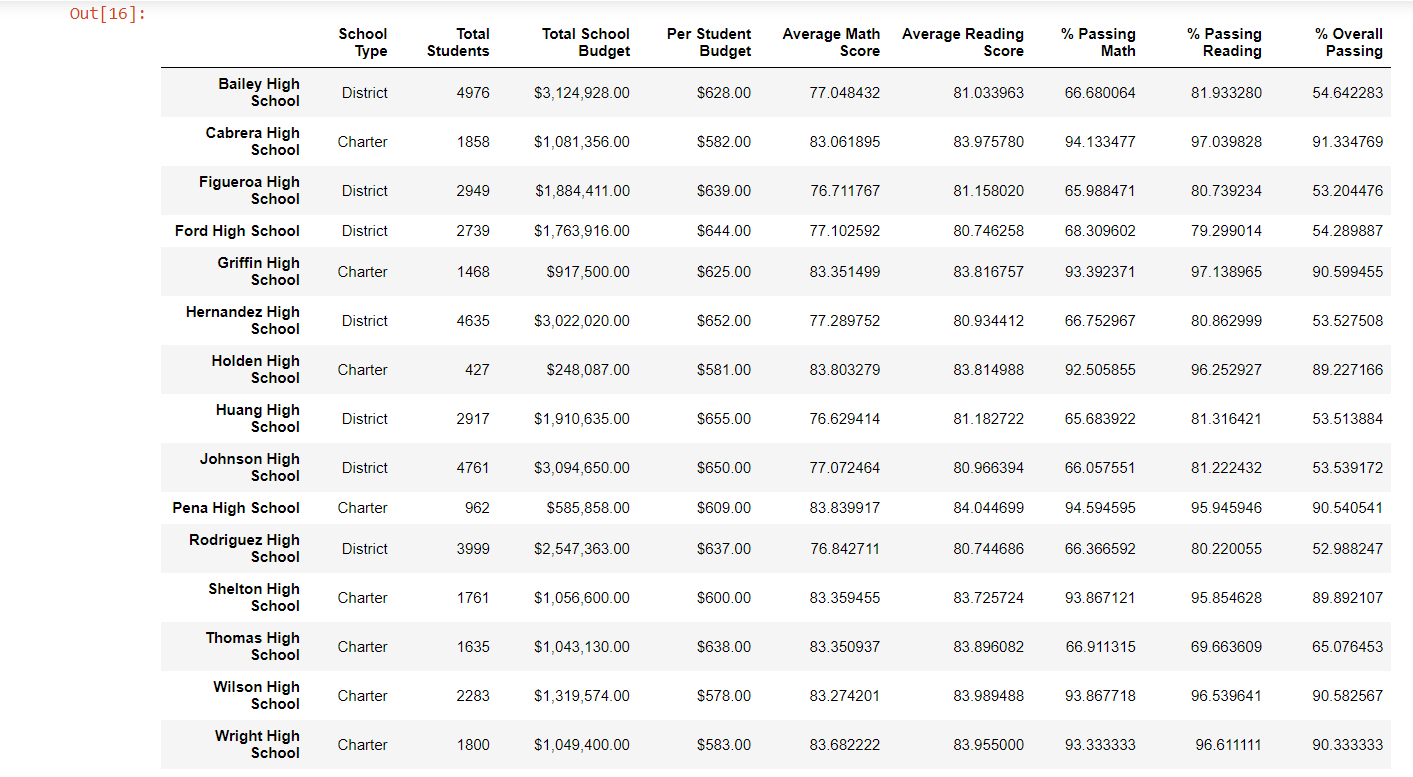 Out[16]:
School Type Total Students Total School Budget Per Student Budget Average Math Score Average Reading Score % Passing Math % Passing Reading % Overall Passing
Bailey High School District 4976 $3,124,928.00 $628.00 77.048432 81.033963 66.680064 81.933280 54.642283
Cabrera High School Charter 1858 $1,081,356.00 $582.00 83.061895 83.975780 94.133477 97.039828 91.334769
Figueroa High School District 2949 $1,884,411.00 $639.00 76.711767 81.158020 65.988471 80.739234 53.204476
Ford High School District 2739 $1,763,916.00 $644.00 77.102592 80.746258 68.309602 79.299014 54.289887
Griffin High School Charter 1468 $917,500.00 $625.00 83.351499 83.816757 93.392371 97.138965 90.599455
Hernandez High School District 4635 $3,022,020.00 $652.00 77.289752 80.934412 66.752967 80.862999 53.527508
Holden High School Charter 427 $248,087.00 $581.00 83.803279 83.814988 92.505855 96.252927 89.227166
Huang High School District 2917 $1,910,635.00 $655.00 76.629414 81.182722 65.683922 81.316421 53.513884
Johnson High School District 4761 $3,094,650.00 $650.00 77.072464 80.966394 66.057551 81.222432 53.539172
Pena High School Charter 962 $585,858.00 $609.00 83.839917 84.044699 94.594595 95.945946 90.540541
Rodriguez High School District 3999 $2,547,363.00 $637.00 76.842711 80.744686 66.366592 80.220055 52.988247
Shelton High School Charter 1761 $1,056,600.00 $600.00 83.359455 83.725724 93.867121 95.854628 89.892107
Thomas High School Charter 1635 $1,043,130.00 $638.00 83.350937 83.896082 66.911315 69.663609 65.076453
Wilson High School Charter 2283 $1,319,574.00 $578.00 83.274201 83.989488 93.867718 96.539641 90.582567
Wright High School Charter 1800 $1,049,400.00 $583.00 83.682222 83.955000 93.333333 96.611111 90.333333